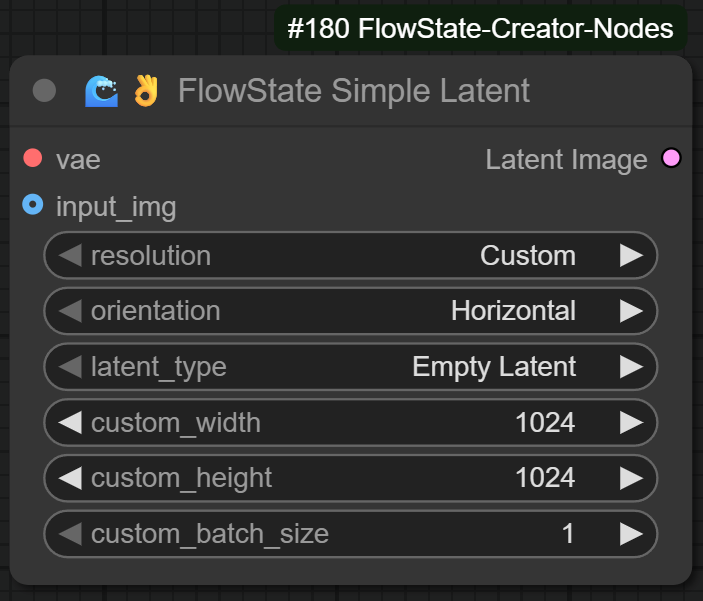 #180 FlowState-Creator-Nodes
🌊👌 FlowState Simple Latent
vae Latent Image
input_img
resolution Custom
orientation Horizontal
latent_type Empty Latent
custom_width 1024
custom_height 1024
custom_batch_size 1